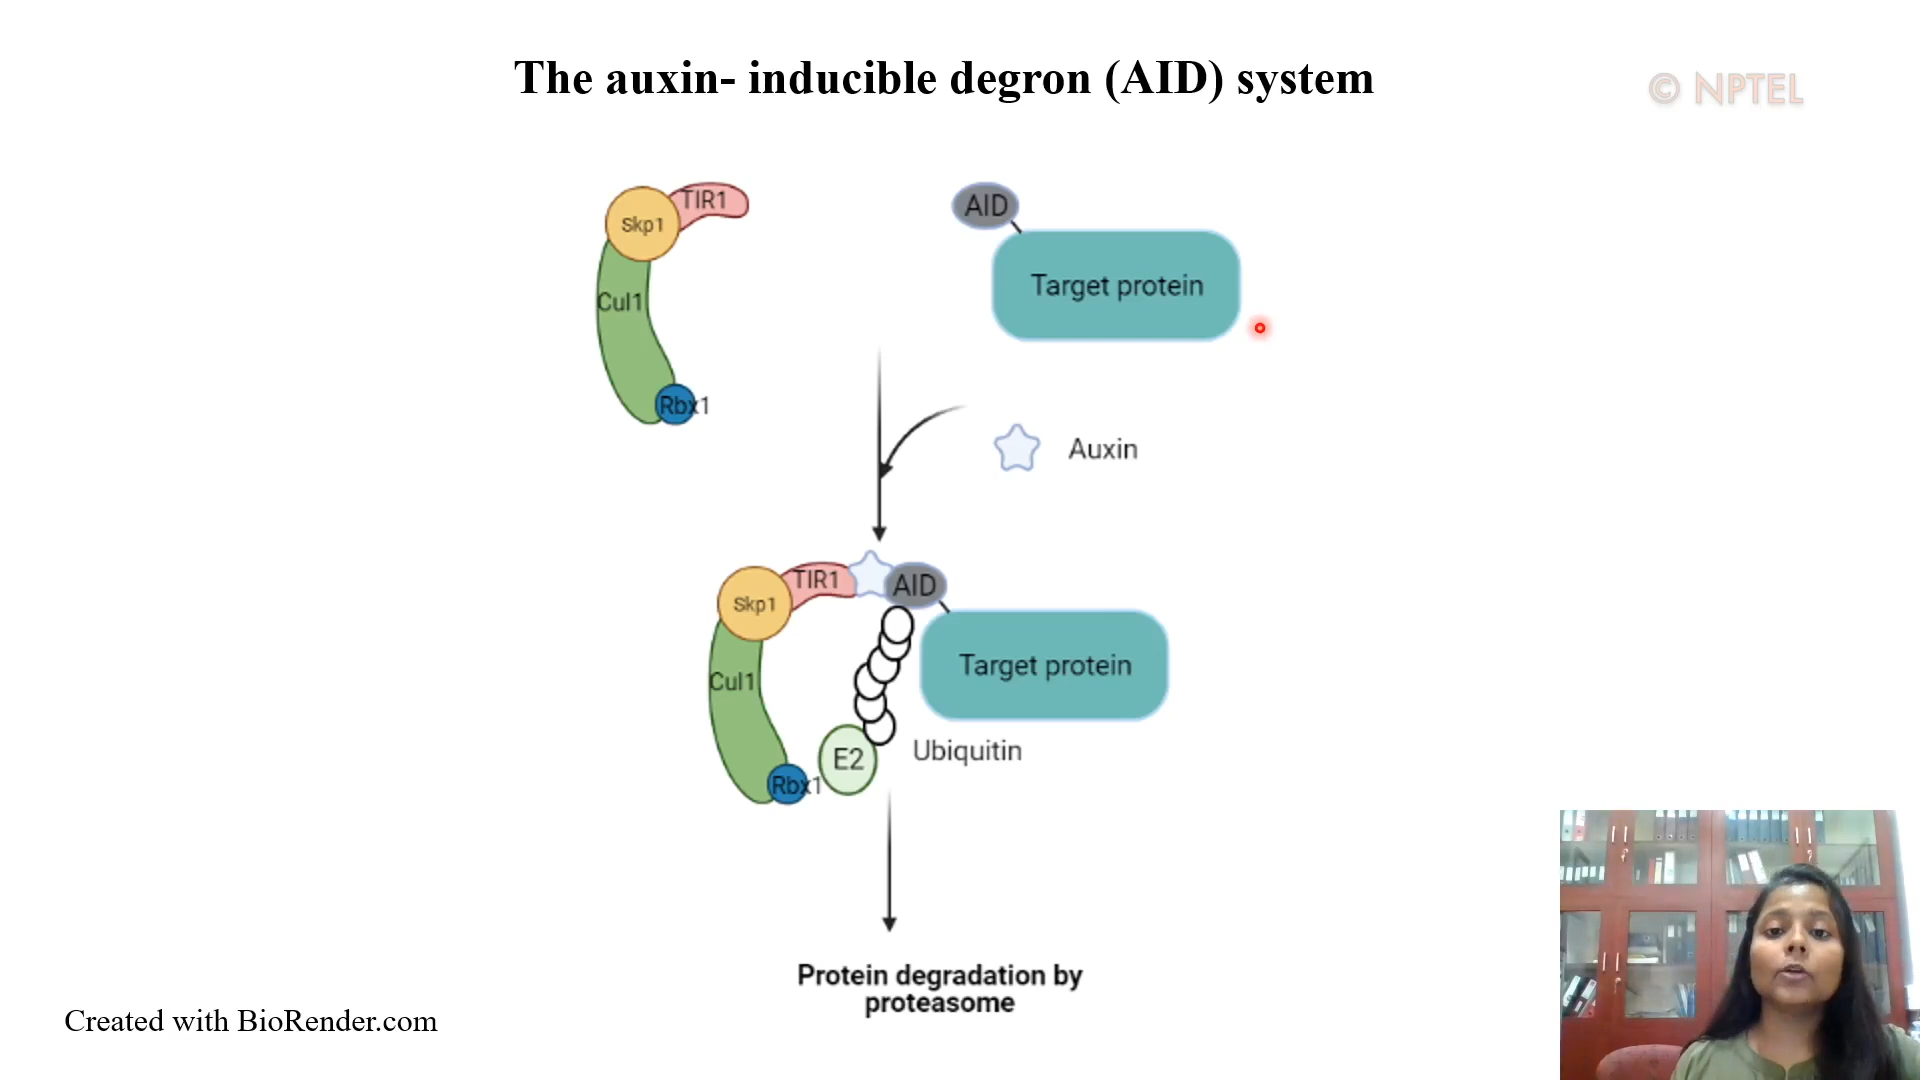 The auxin- inducible degron (AID) system
© NPTEL
TIR1
Skp1
Cul1
Rbx1
AID
Target protein
Auxin
TIR1
AID
Skp1
Cul1
Target protein
Rbx1
E2
Ubiquitin
Protein degradation by
proteasome
Created with BioRender.com